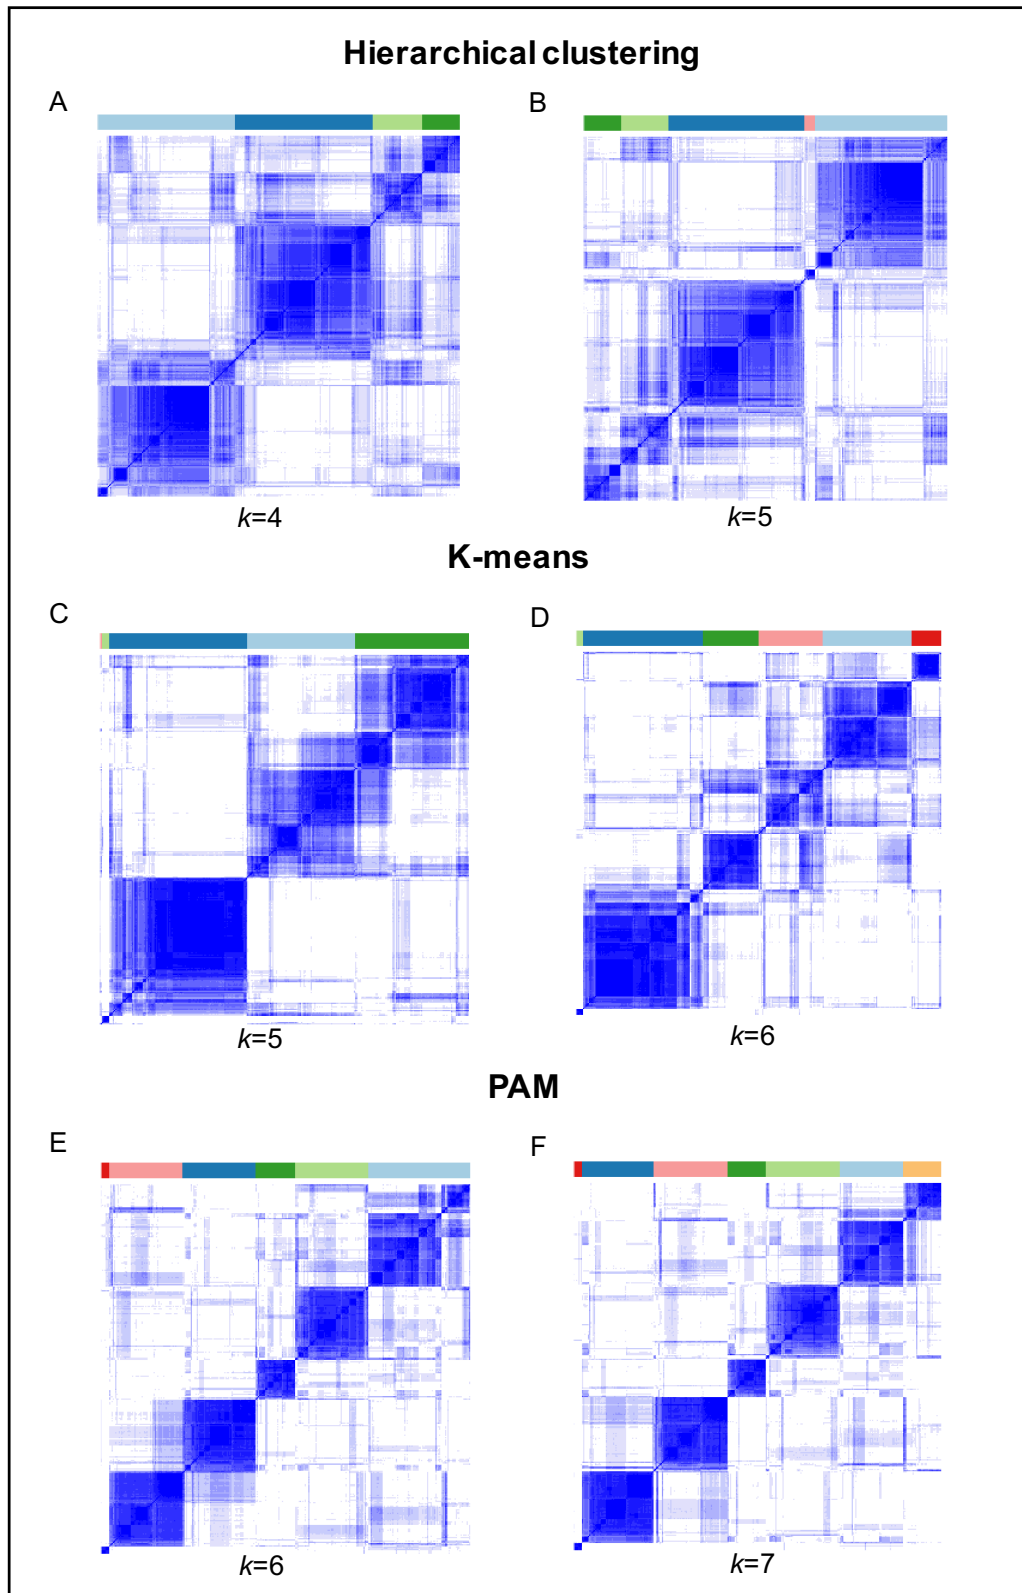 Hierarchical clustering
A
B
k=4
k=5
K-means
C
D
k=5
k=6
PAM
E
F
k=6
k=7